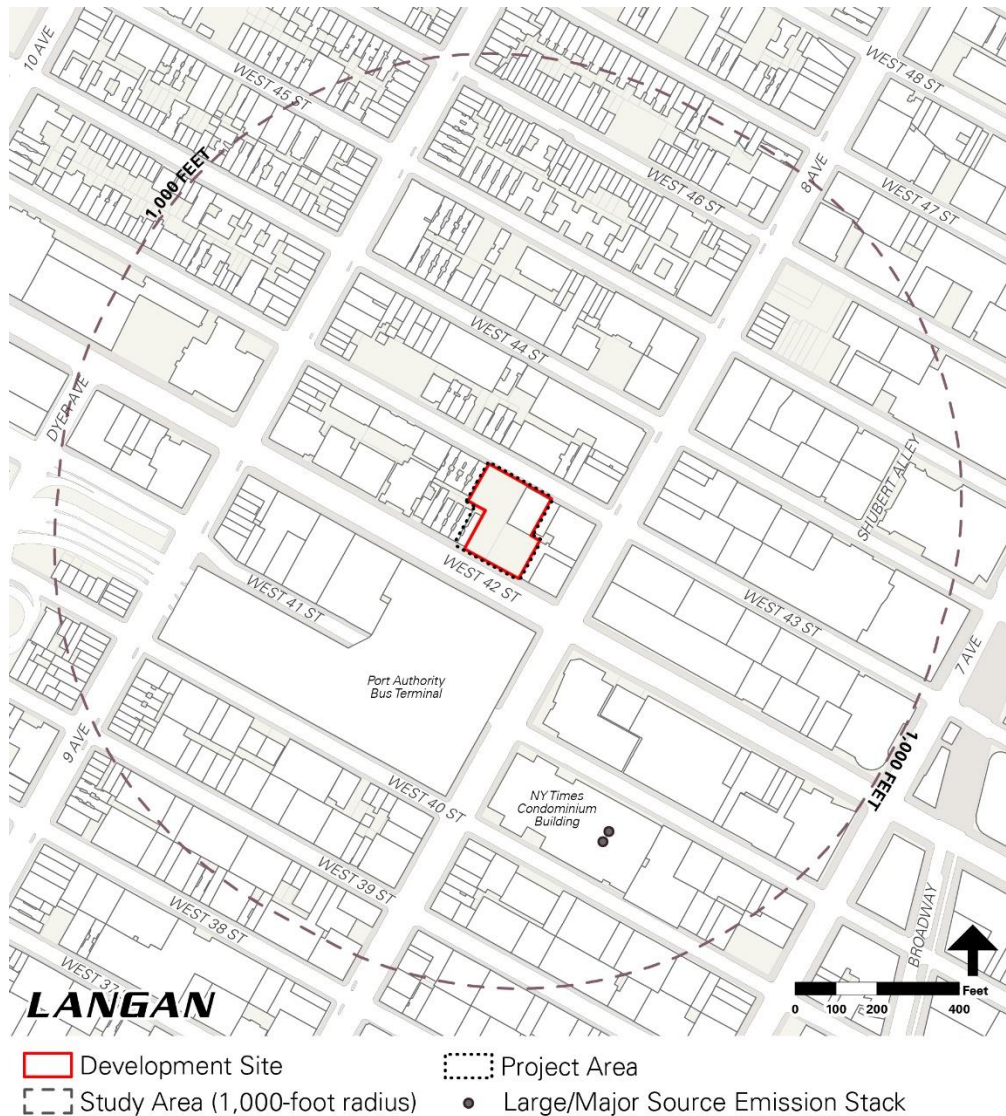 10 AVE
WEST 45 ST
WEST 48 ST
1,000 FEET
8 AVE
WEST 46 ST
WEST 47 ST
WEST 44 ST
DYER AVE
SHUBERT ALLEY
WEST 42 ST
WEST 41 ST
WEST 43 ST
7 AVE
Port Authority
Bus Terminal
9 AVE
1,000 FEET
WEST 40 ST
NY Times
Condominium
Building
WEST 39 ST
WEST 38 ST
BROADWAY
WEST 37
LANGAN
Feet
0 100 200 400
Development Site
Project Area
Study Area (1,000-foot radius)
Large/Major Source Emission Stack